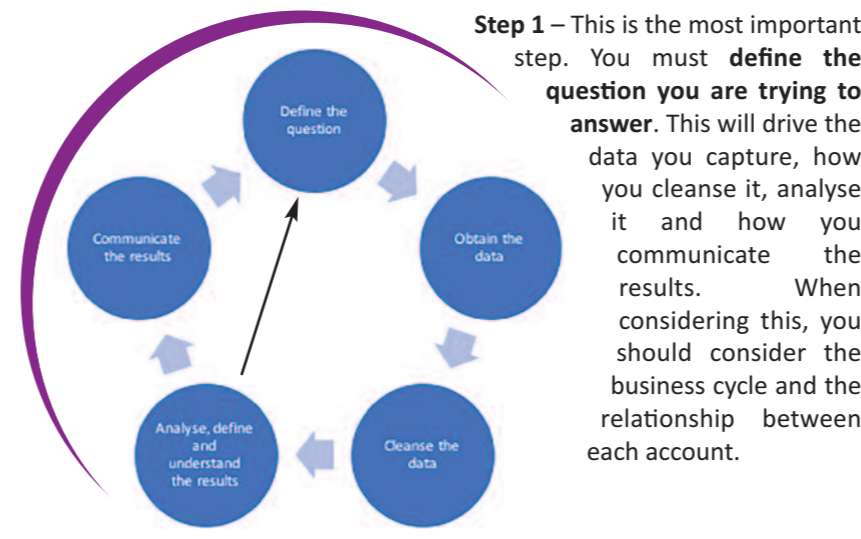 Step 1 – This is the most important
step. You must define the
question you are trying to
answer. This will drive the
data you capture, how
you cleanse it, analyse
it and how you
communicate the
results. When
considering this, you
should consider the
business cycle and the
relationship between
each account.
Define the
question
Obtain the
data
Cleanse the
data
Analyse, define
and
understand
the results
Communicate
the results